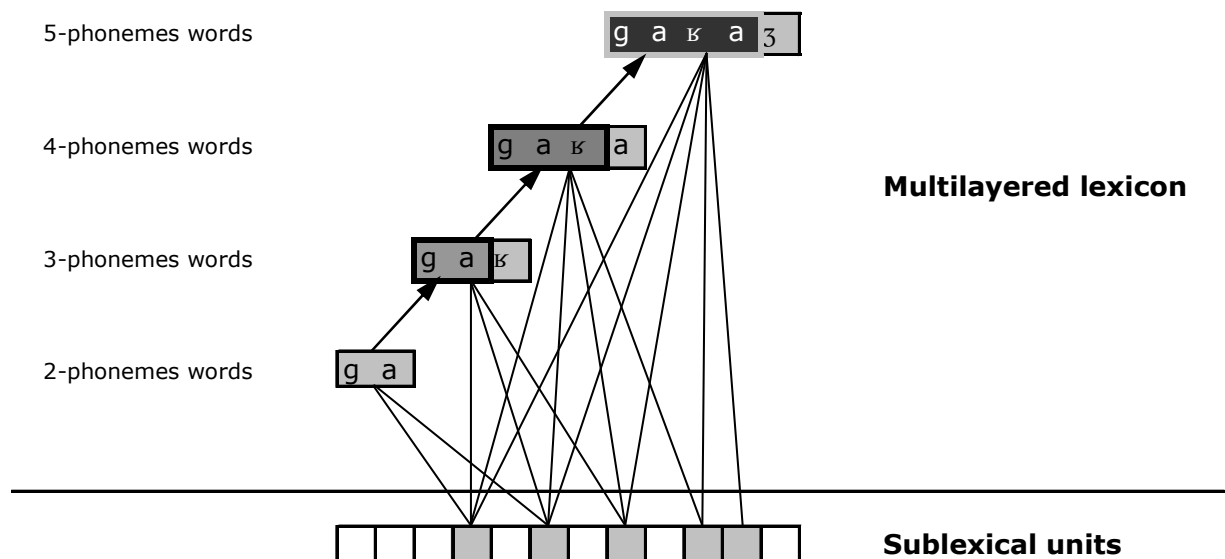 5-phonemes words
g a ʁ a ʒ
4-phonemes words
g a ʁ a
Multilayered lexicon
3-phonemes words
g a ʁ
2-phonemes words
g a
Sublexical units